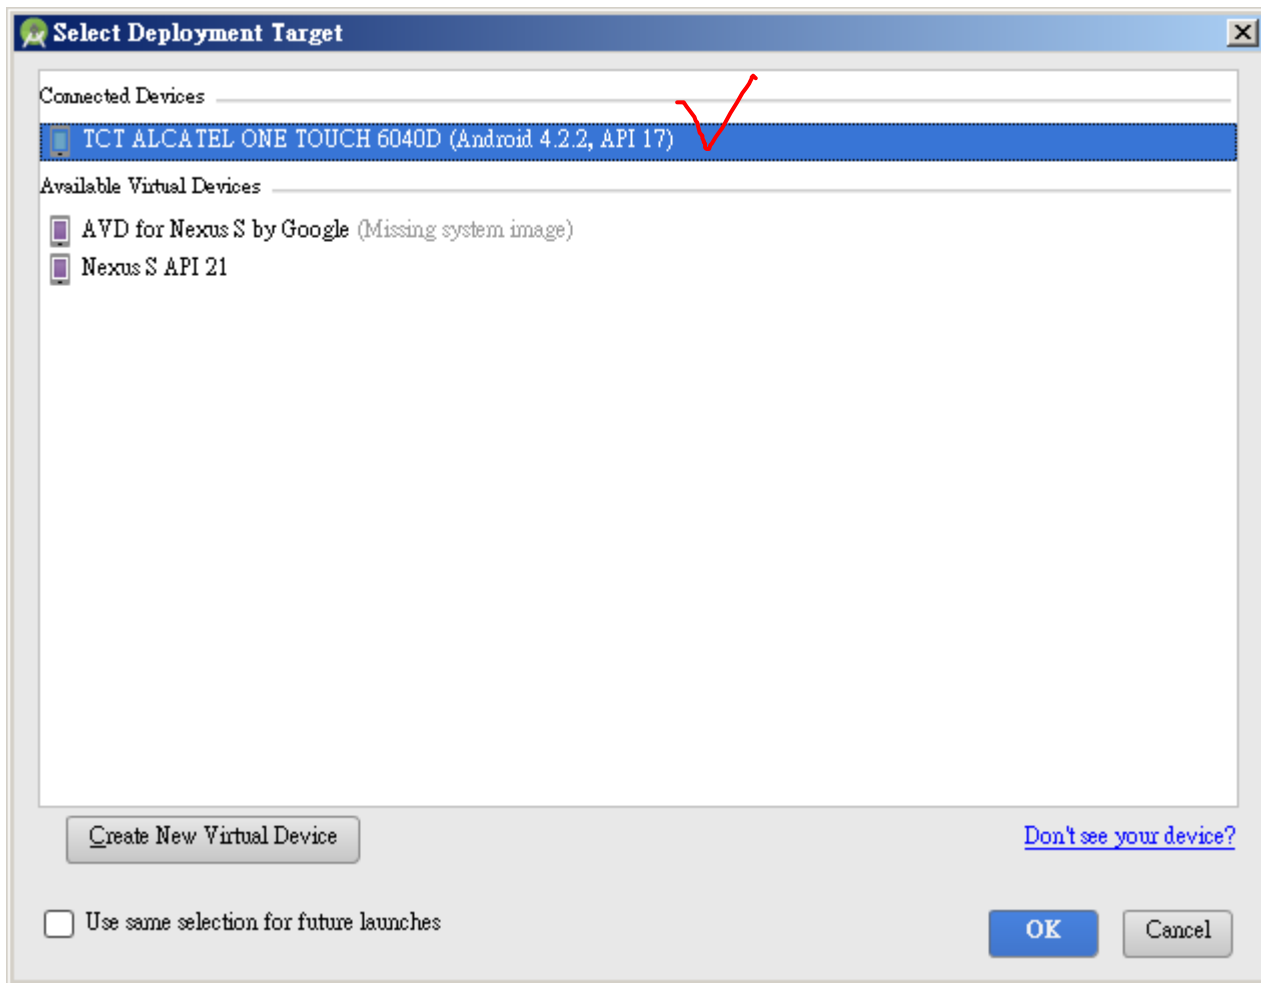 Select Deployment Target
Connected Devices
TCT ALCATEL ONE TOUCH 6040D (Android 4.2.2, API 17)
Available Virtual Devices
AVD for Nexus S by Google (Missing system image)
Nexus S API 21
Create New Virtual Device
Don't see your device?
Use same selection for future launches
OK
Cancel